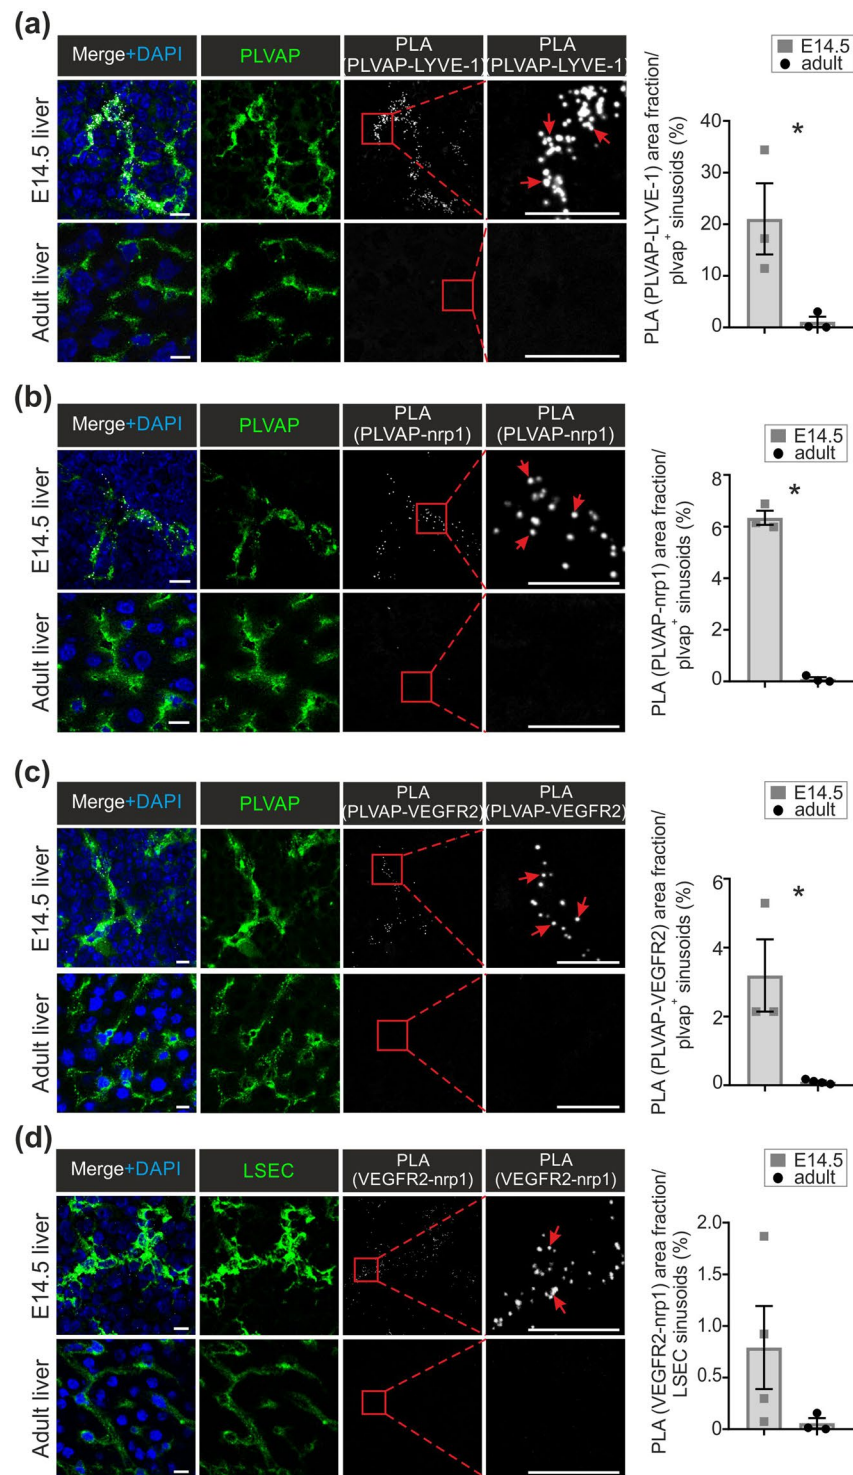 (a)
Merge+DAPI
PLVAP
PLA
(PLVAP-LYVE-1)
PLA
(PLVAP-LYVE-1)
E14.5 liver
Adult liver
E14.5
adult
PLA (PLVAP-LYVE-1) area fraction/
plvap+ sinusoids (%)
40
30
20
10
0
*
(b)
Merge+DAPI
PLVAP
PLA
(PLVAP-nrp1)
PLA
(PLVAP-nrp1)
E14.5 liver
Adult liver
E14.5
adult
PLA (PLVAP-nrp1) area fraction/
plvap+ sinusoids (%)
8
6
4
2
0
*
(c)
Merge+DAPI
PLVAP
PLA
(PLVAP-VEGFR2)
PLA
(PLVAP-VEGFR2)
E14.5 liver
Adult liver
E14.5
adult
PLA (PLVAP-VEGFR2) area fraction/
plvap+ sinusoids (%)
6
4
2
0
*
(d)
Merge+DAPI
LSEC
PLA
(VEGFR2-nrp1)
PLA
(VEGFR2-nrp1)
E14.5 liver
Adult liver
E14.5
adult
PLA (VEGFR2-nrp1) area fraction/
LSEC sinusoids (%)
2.0
1.5
1.0
0.5
0